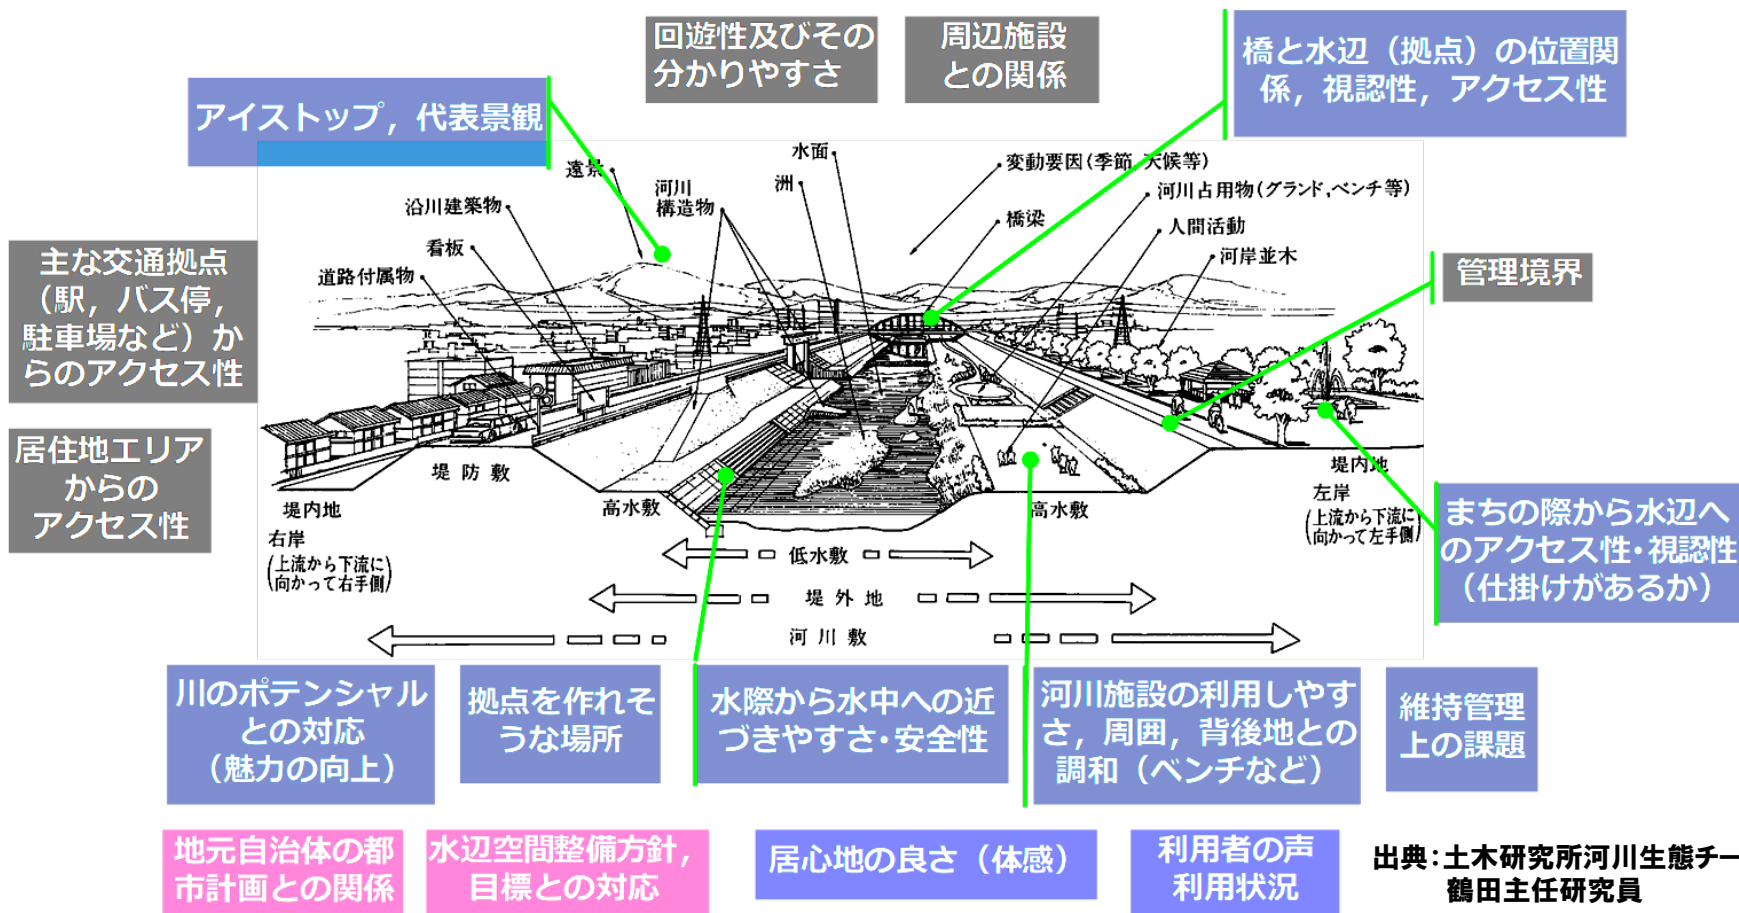 回遊性及びその
分かりやすさ
周辺施設
との関係
橋と水辺（拠点）の位置関
係，視認性，アクセス性
アイストップ，代表景観
水面
遠景
洲
河川
構造物
変動要因(季節,天候等)
河川占用物(グランド,ベンチ等)
沿川建築物
橋梁
人間活動
看板
河岸並木
道路付属物
主な交通拠点
（駅，バス停，
駐車場など）か
らのアクセス性
管理境界
居住地エリア
からの
アクセス性
堤防敷
堤内地
高水敷
高水敷
堤内地
右岸
(上流から下流に
向かって右手側)
左岸
(上流から下流に
向かって左手側)
まちの際から水辺へ
のアクセス性・視認性
（仕掛けがあるか）
低水敷
堤外地
河川敷
川のポテンシャル
との対応
（魅力の向上）
拠点を作れそ
うな場所
水際から水中への近
づきやすさ・安全性
河川施設の利用しやす
さ，周囲，背後地との
調和（ベンチなど）
維持管理
上の課題
地元自治体の都
市計画との関係
水辺空間整備方針，
目標との対応
居心地の良さ（体感）
利用者の声
利用状況
出典：土木研究所河川生態チー
鶴田主任研究員